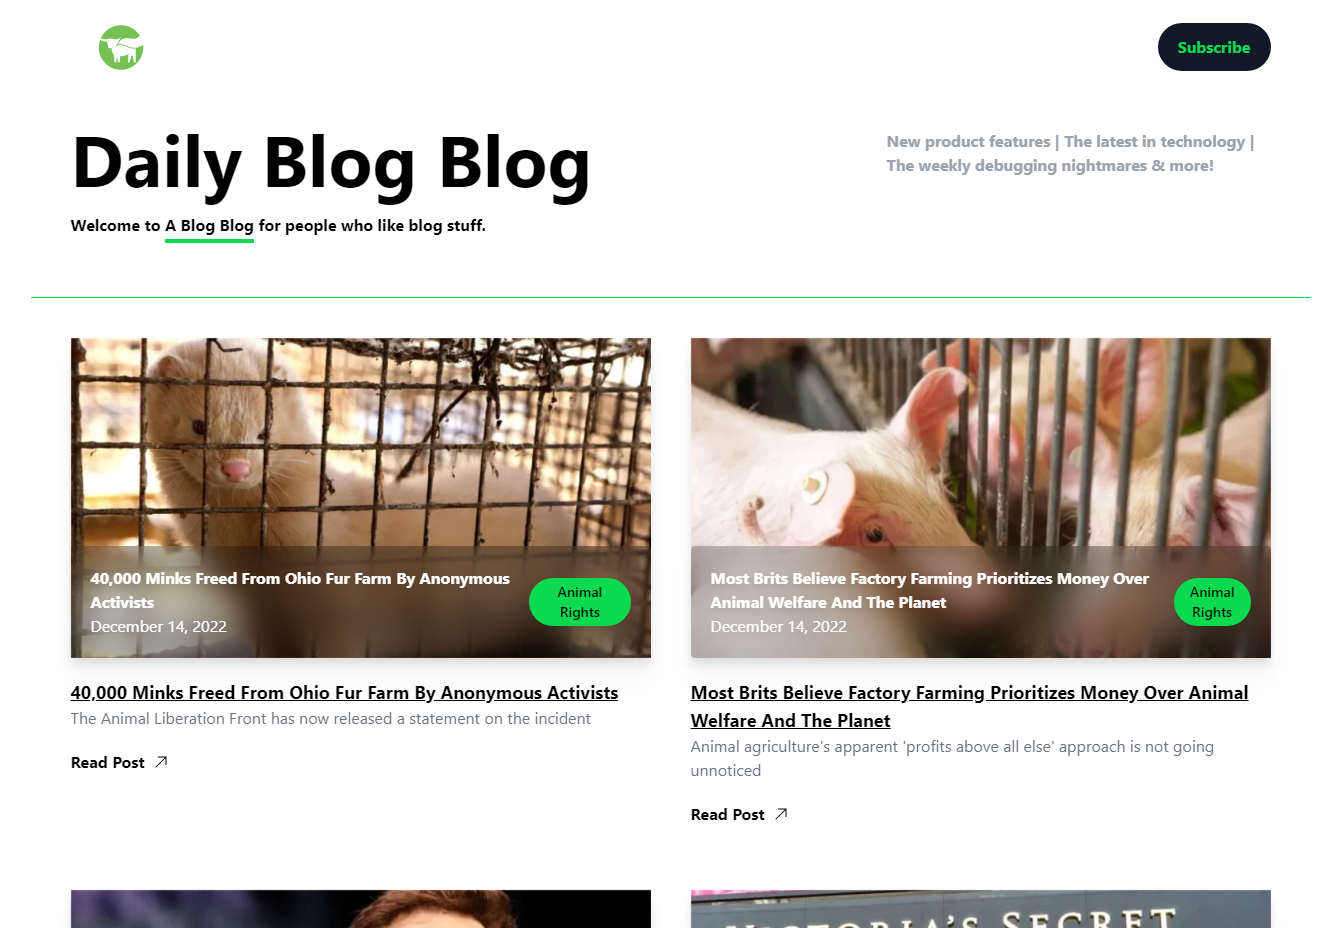 Subscribe
Daily Blog Blog
New product features | The latest in technology |
The weekly debugging nightmares & more!
Welcome to A Blog Blog for people who like blog stuff.
40,000 Minks Freed From Ohio Fur Farm By Anonymous
Activists
December 14, 2022
Animal
Rights
Most Brits Believe Factory Farming Prioritizes Money Over
Animal Welfare And The Planet
December 14, 2022
Animal
Rights
40,000 Minks Freed From Ohio Fur Farm By Anonymous Activists
The Animal Liberation Front has now released a statement on the incident
Read Post
Most Brits Believe Factory Farming Prioritizes Money Over Animal
Welfare And The Planet
Animal agriculture's apparent 'profits above all else' approach is not going
unnoticed
Read Post
VICTORIA'S SECRET